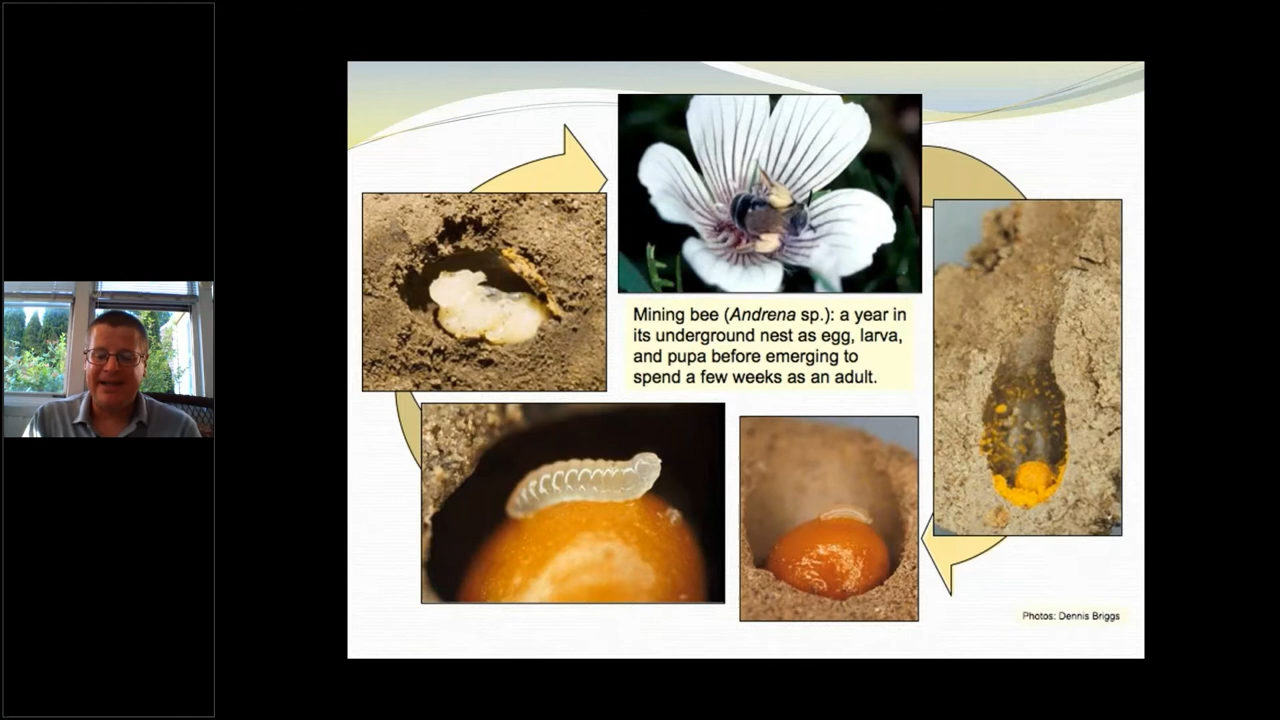 Mining bee (Andrena sp.): a year in
its underground nest as egg, larva,
and pupa before emerging to
spend a few weeks as an adult.
Photos: Dennis Briggs